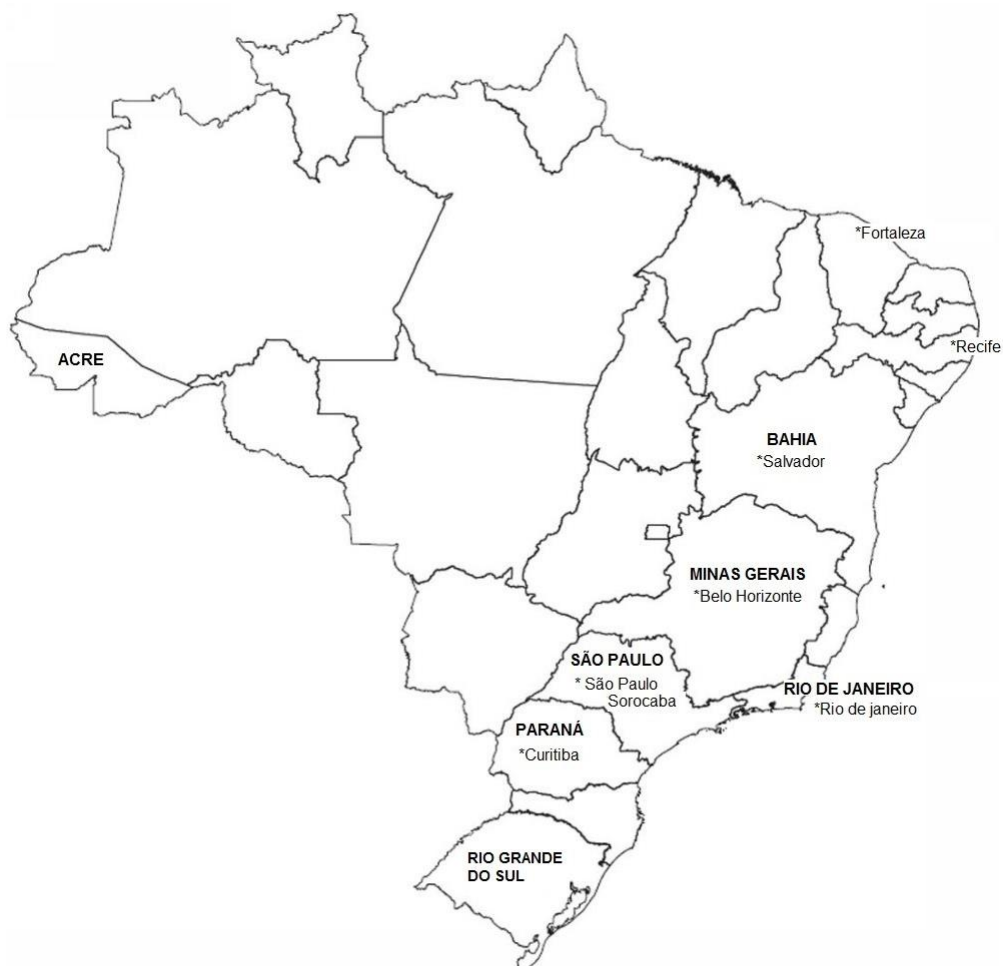 *Fortaleza
*Recife
ACRE
BAHIA
*Salvador
MINAS GERAIS
*Belo Horizonte
SÃO PAULO
* São Paulo
Sorocaba
RIO DE JANEIRO
*Rio de janeiro
PARANÁ
*Curitiba
RIO GRANDE
DO SUL